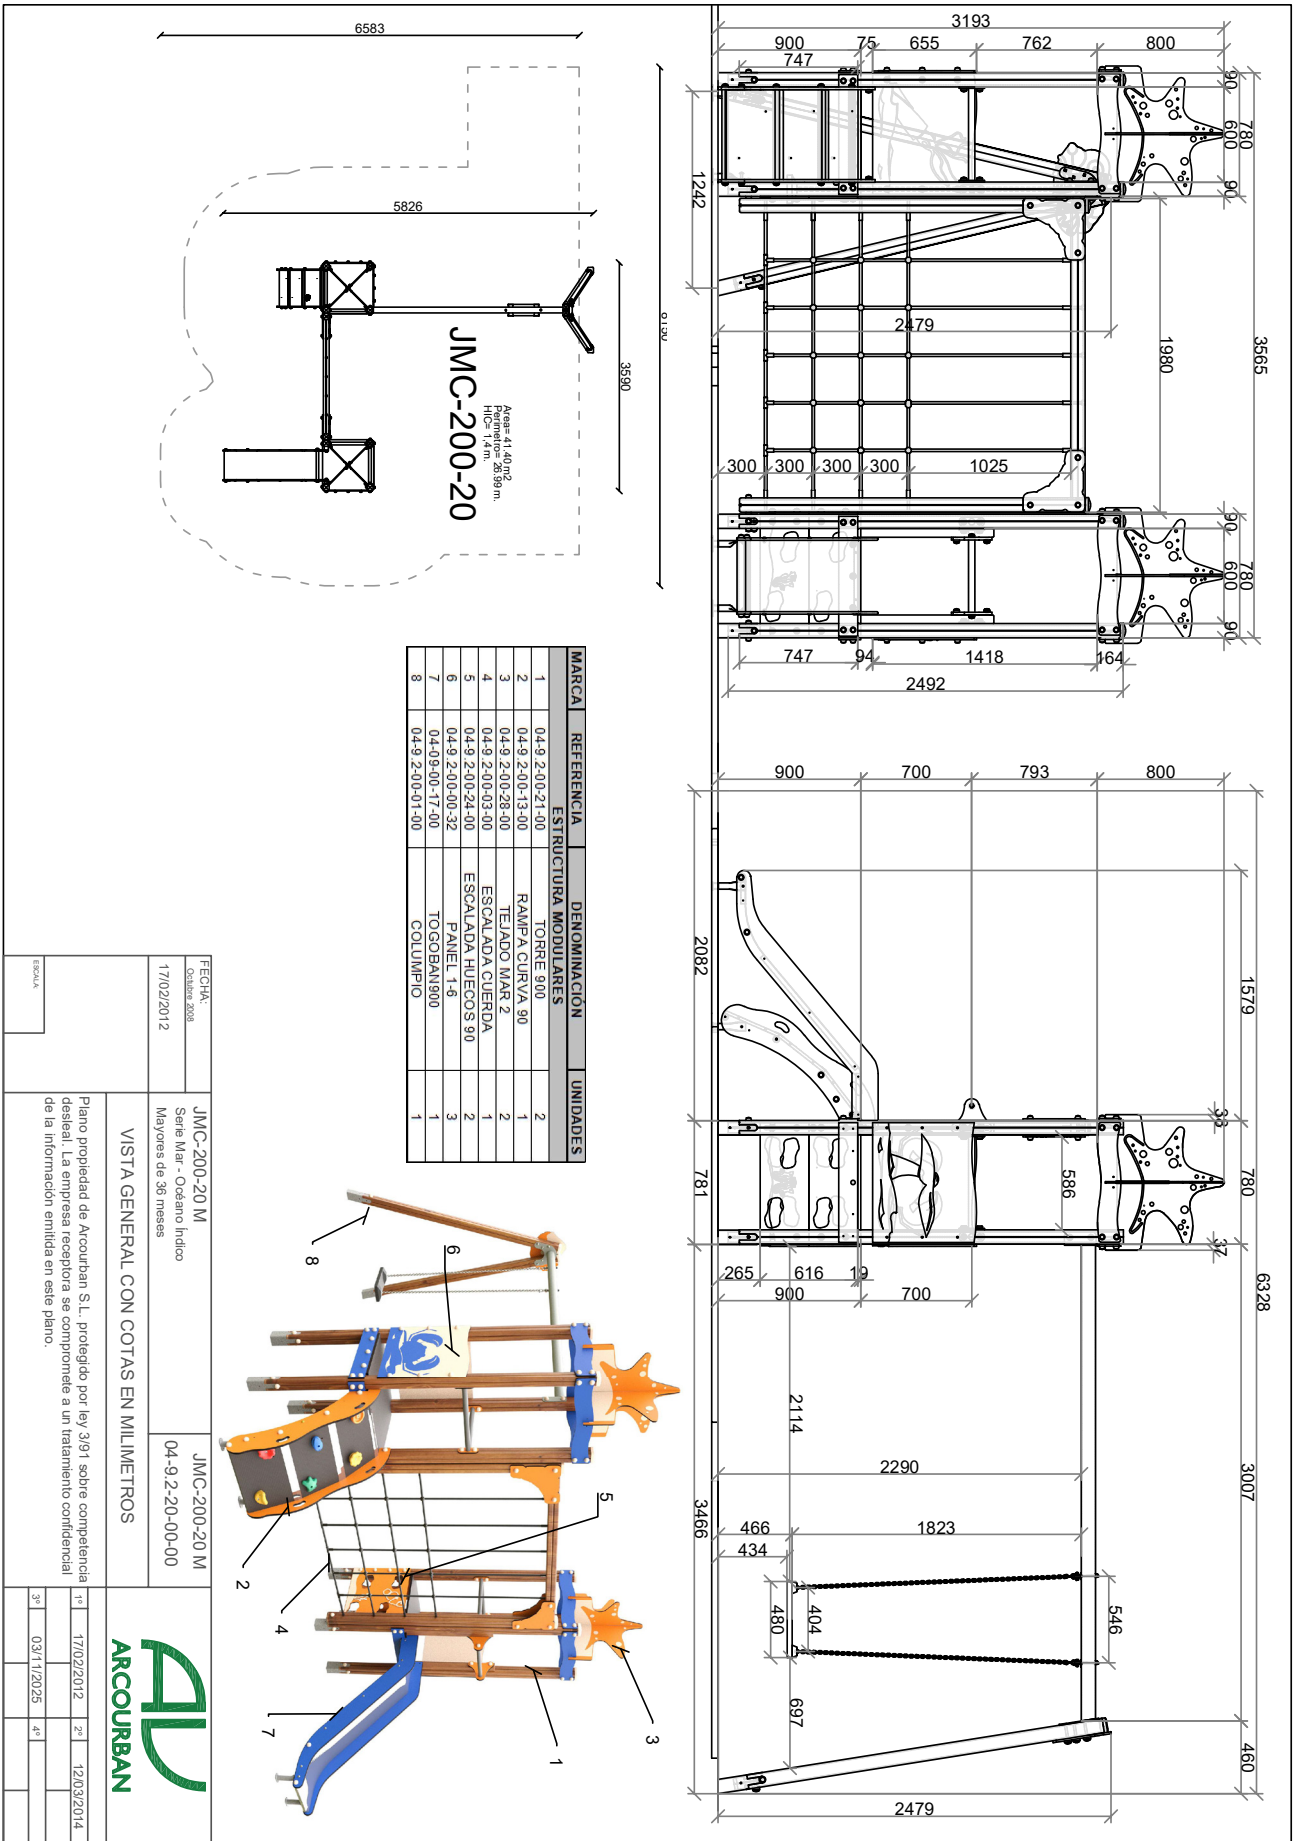 3193
900
75
655
762
800
747
90
780
600
90
1242
2479
1980
3565
300
300
300
300
1025
90
780
600
90
747
94
1418
164
2492
900
700
793
800
2082
1579
6328
38
780
37
586
781
265
616
19
900
700
2114
2290
3007
3466
466
1823
434
480
404
546
697
460
2479
6583
5826
3590
JMC-200-20
Area= 41,40 m2
Perimetro= 26,99 m.
HIC= 1,4 m.
MARCA REFERENCIA DENOMINACIÓN UNIDADES
ESTRUCTURA MODULARES
1 04-9.2-00-21-00 TORRE 900 2
2 04-9.2-00-13-00 RAMPA CURVA 90 1
3 04-9.2-00-28-00 TEJADO MAR 2 2
4 04-9.2-00-03-00 ESCALADA CUERDA 1
5 04-9.2-00-24-00 ESCALADA HUECOS 90 2
6 04-9.2-00-00-32 PANEL 1-6 3
7 04-09-00-17-00 TOGOBAN900 1
8 04-9.2-00-01-00 COLUMPIO 1
8
6
5
2
4
7
1
3
FECHA:
Octubre 2008
17/02/2012
JMC-200-20 M
Serie Mar - Océano Índico
Mayores de 36 meses
JMC-200-20 M
04-9.2-20-00-00
VISTA GENERAL CON COTAS EN MILIMETROS
ESCALA:
Plano propiedad de Arcourban S.L. protegido por ley 3/91 sobre competencia
desleal. La empresa receptora se compromete a un tratamiento confidencial
de la información emitida en este plano.
1º 17/02/2012 2º 12/03/2014
3º 03/11/2025 4º
AU
ARCOURBAN